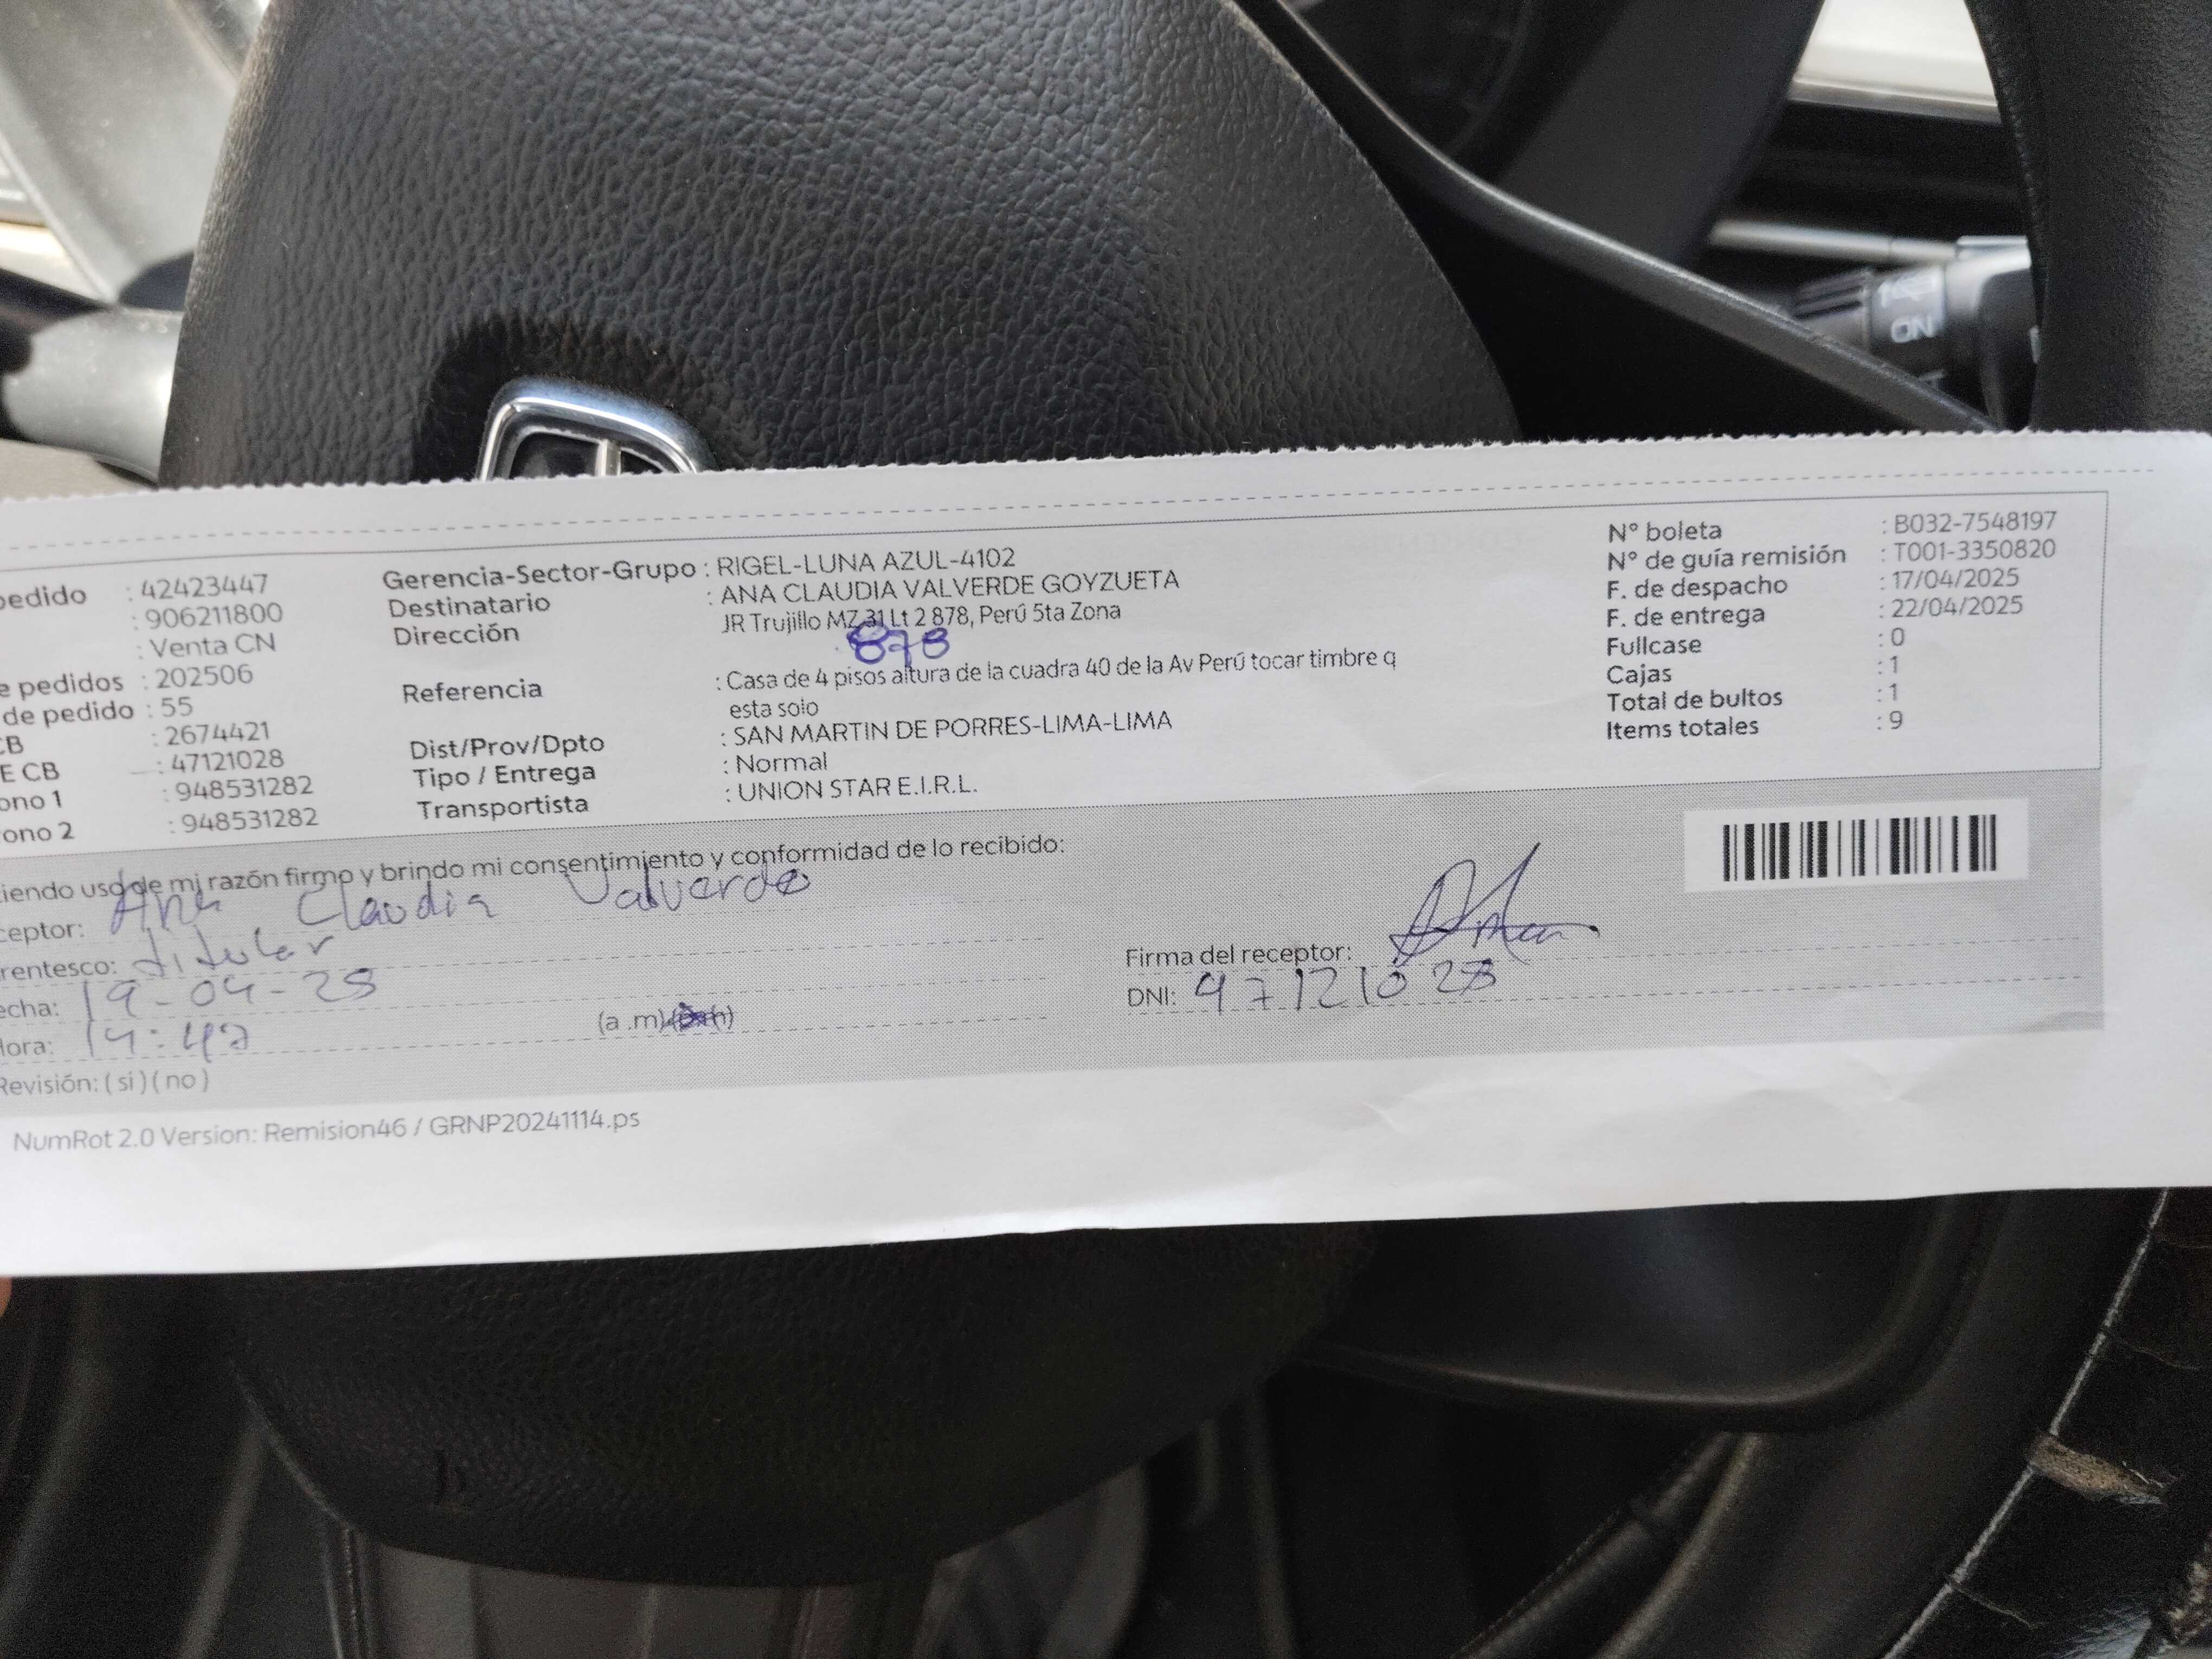 pedido : 42423447
: 906211800
: Venta CN
e pedidos : 202506
de pedido : 55
CB : 2674421
E CB : 47121028
ono 1 : 948531282
ono 2 : 948531282
Gerencia-Sector-Grupo : RIGEL-LUNA AZUL-4102
Destinatario : ANA CLAUDIA VALVERDE GOYZUETA
Dirección JR Trujillo MZ 31 Lt 2 878, Perú 5ta Zona
878
Referencia : Casa de 4 pisos altura de la cuadra 40 de la Av Perú tocar timbre q
esta solo
Dist/Prov/Dpto : SAN MARTIN DE PORRES-LIMA-LIMA
Tipo / Entrega : Normal
Transportista : UNION STAR E.I.R.L.
N° boleta : B032-7548197
N° de guía remisión : T001-3350820
F. de despacho : 17/04/2025
F. de entrega : 22/04/2025
Fullcase : 0
Cajas : 1
Total de bultos : 1
Items totales : 9
iendo uso de mi razón firmo y brindo mi consentimiento y conformidad de lo recibido:
ceptor: Ana Claudia Valverde
rentesco: titular
echa: 19-04-25
Hora: 14:47 (a .m)
Revisión: ( si ) ( no )
Firma del receptor:
DNI: 47121028
NumRot 2.0 Version: Remision46 / GRNP20241114.ps
ON